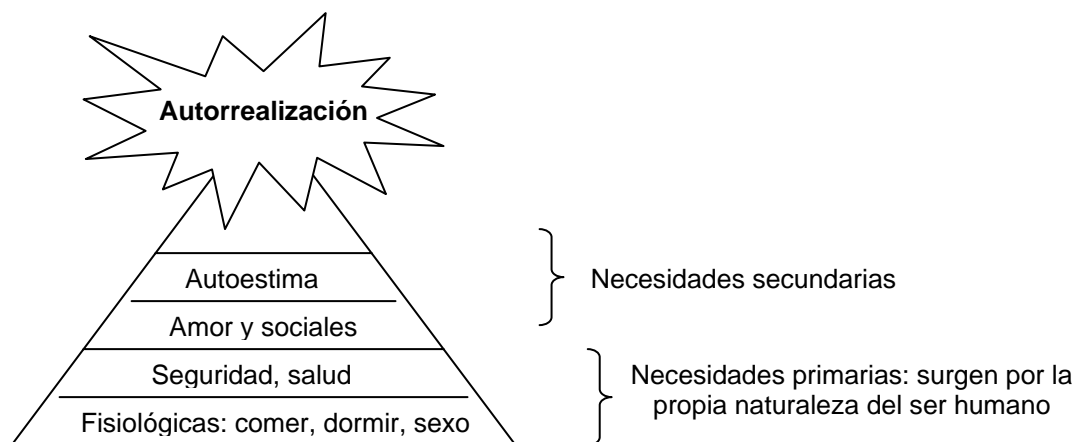 Autorrealización
Autoestima
Necesidades secundarias
Amor y sociales
Seguridad, salud
Necesidades primarias: surgen por la
propia naturaleza del ser humano
Fisiológicas: comer, dormir, sexo